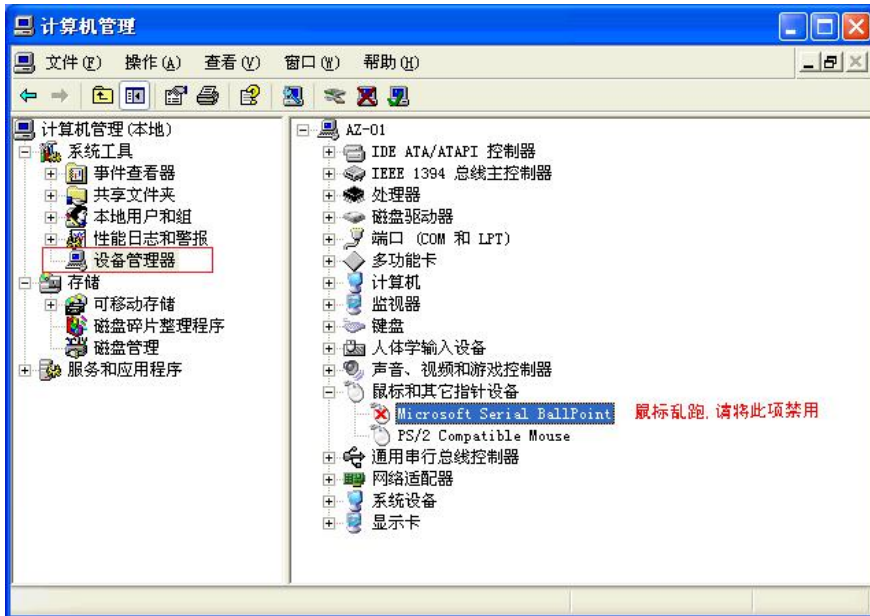 计算机管理
文件(F) 操作(A) 查看(V) 窗口(W) 帮助(H)
计算机管理(本地)
系统工具
事件查看器
共享文件夹
本地用户和组
性能日志和警报
设备管理器
存储
可移动存储
磁盘碎片整理程序
磁盘管理
服务和应用程序
AZ-01
IDE ATA/ATAPI 控制器
IEEE 1394 总线主控制器
处理器
磁盘驱动器
端口 (COM 和 LPT)
多功能卡
计算机
监视器
键盘
人体学输入设备
声音、视频和游戏控制器
鼠标和其它指针设备
Microsoft Serial BallPoint 鼠标乱跑,请将此项禁用
PS/2 Compatible Mouse
通用串行总线控制器
网络适配器
系统设备
显示卡